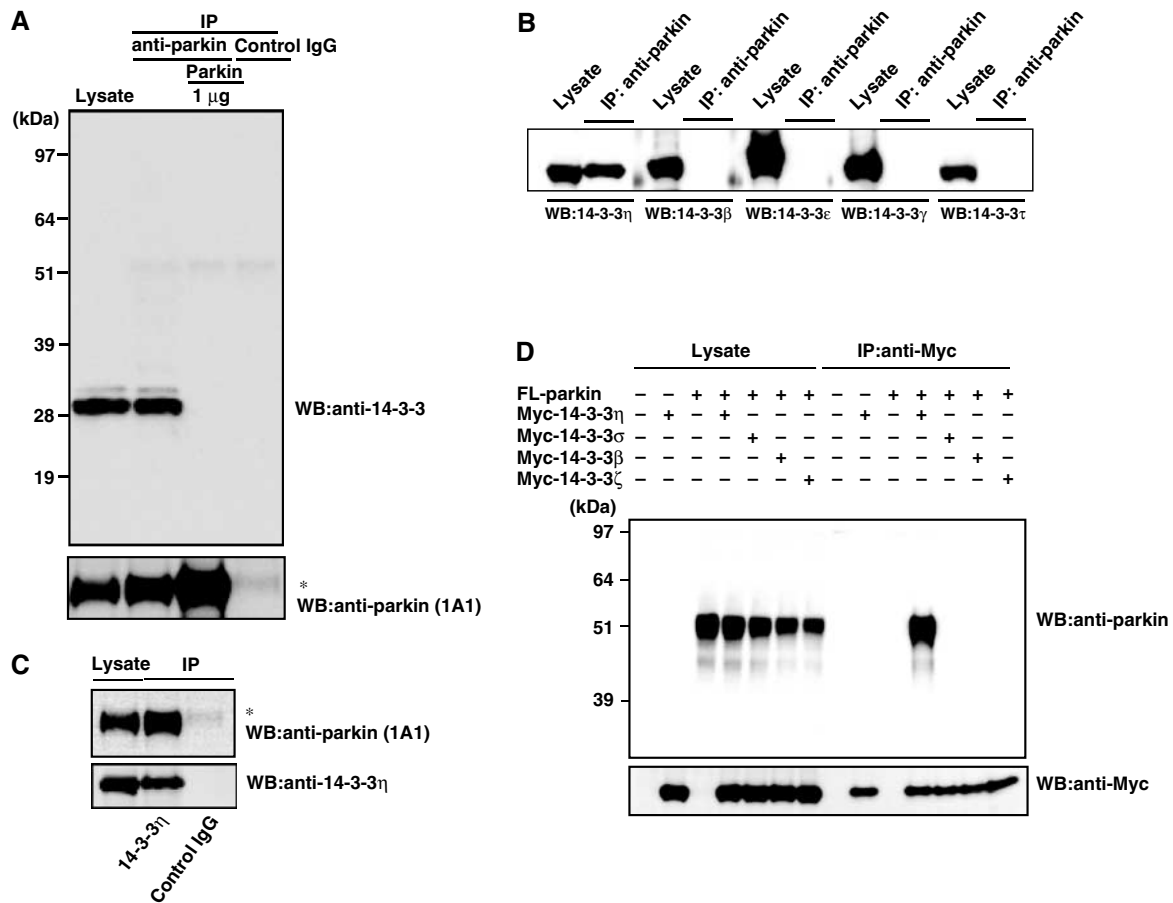 A
IP
anti-parkin Control IgG
Parkin
Lysate 1 μg
(kDa)
97
64
51
39
28
19
WB:anti-14-3-3
*
WB:anti-parkin (1A1)
B
Lysate IP: anti-parkin Lysate IP: anti-parkin Lysate IP: anti-parkin Lysate IP: anti-parkin Lysate IP: anti-parkin
WB:14-3-3η WB:14-3-3β WB:14-3-3ε WB:14-3-3γ WB:14-3-3τ
C
Lysate IP
*
WB:anti-parkin (1A1)
WB:anti-14-3-3η
14-3-3η Control IgG
D
Lysate IP:anti-Myc
FL-parkin – – + + + + + – – + + + + +
Myc-14-3-3η – + – + – – – – + – + – – –
Myc-14-3-3σ – – – – + – – – – – – + – –
Myc-14-3-3β – – – – – + – – – – – – + –
Myc-14-3-3ζ – – – – – – + – – – – – – +
(kDa)
97
64
51
39
WB:anti-parkin
WB:anti-Myc